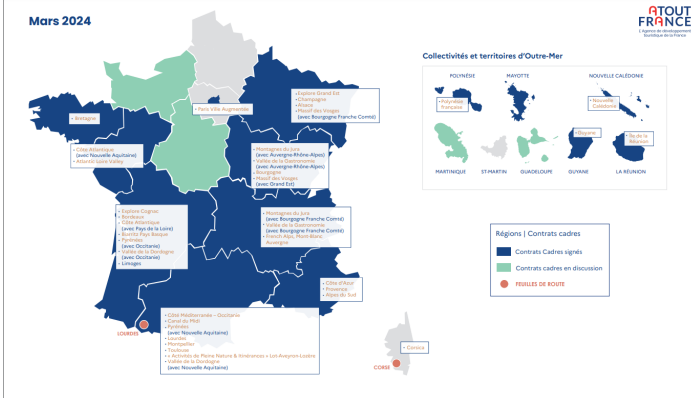 Mars 2024
ATOUT
FRANCE
L'Agence de développement
touristique de la France
Collectivités et territoires d'Outre-Mer
POLYNÉSIE
MAYOTTE
NOUVELLE CALÉDONIE
• Polynésie
Française
• Nouvelle
Calédonie
• Guyane
• Île de la
Réunion
MARTINIQUE
ST-MARTIN
GUADELOUPE
GUYANE
LA RÉUNION
• Explore Grand Est
• Champagne
• Alsace
• Massif des Vosges
(avec Bourgogne Franche Comté)
• Paris Ville Augmentée
• Bretagne
• Côte Atlantique
(avec Nouvelle Aquitaine)
• Atlantic Loire Valley
• Montagnes du Jura
(avec Auvergne-Rhône-Alpes)
• Vallée de la Gastronomie
(avec Auvergne-Rhône-Alpes)
• Bourgogne
• Massif des Vosges
(avec Grand Est)
• Explore Cognac
• Bordeaux
• Côte Atlantique
(avec Pays de la Loire)
• Biarritz Pays Basque
• Pyrénées
(avec Occitanie)
• Vallée de la Dordogne
(avec Occitanie)
• Limoges
• Montagnes du Jura
(avec Bourgogne Franche Comté)
• Vallée de la Gastronomie
(avec Bourgogne Franche Comté)
• French Alps, Mont-Blanc
Auvergne
Régions | Contrats cadres
Contrats Cadres signés
Contrats cadres en discussion
FEUILLES DE ROUTE
• Côte d'Azur
• Provence
• Alpes du Sud
LOURDES
• Côté Méditerranée – Occitanie
• Canal du Midi
• Pyrénées
(avec Nouvelle Aquitaine)
• Lourdes
• Montpellier
• Toulouse
• « Activités de Pleine Nature & Itinérances » Lot-Aveyron-Lozère
• Vallée de la Dordogne
(avec Nouvelle Aquitaine)
• Corsica
CORSE